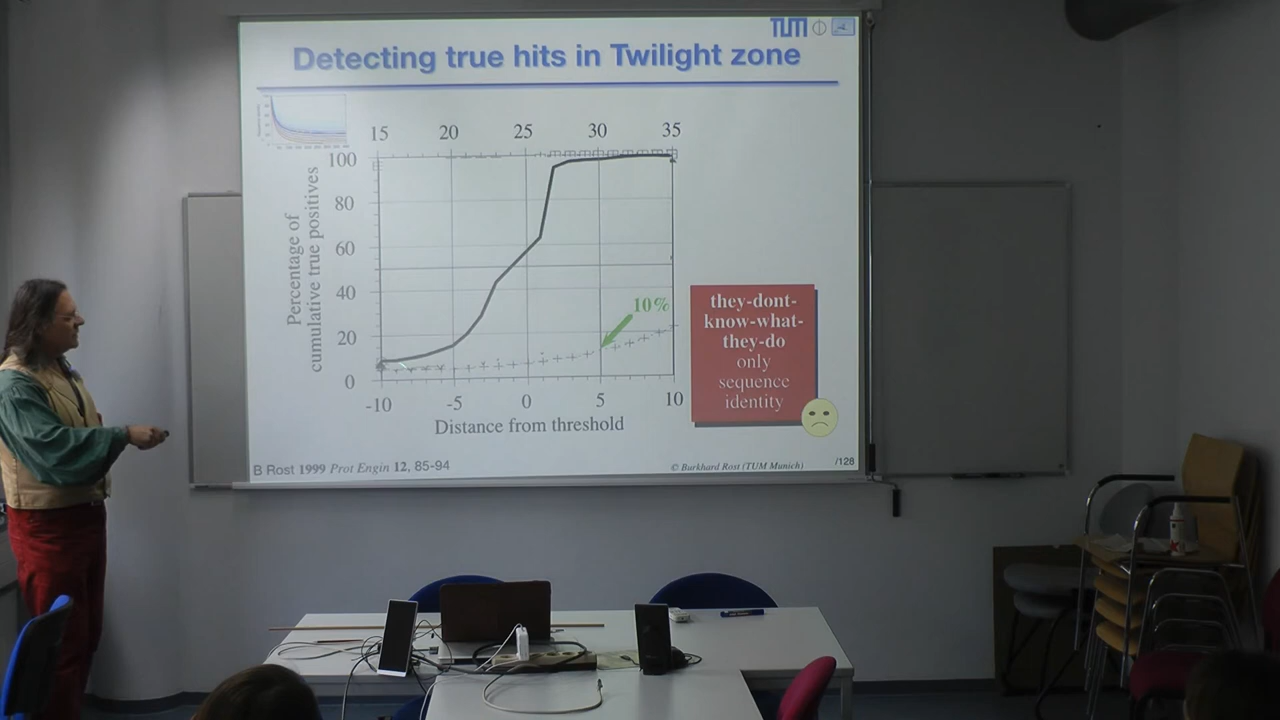 TUM
Detecting true hits in Twilight zone
15 20 25 30 35
100
80
60
40
20
0
Percentage of
cumulative true positives
-10 -5 0 5 10
Distance from threshold
10%
they-dont-
know-what-
they-do
only
sequence
identity
B Rost 1999 Prot Engin 12, 85-94
© Burkhard Rost (TUM Munich)
/128